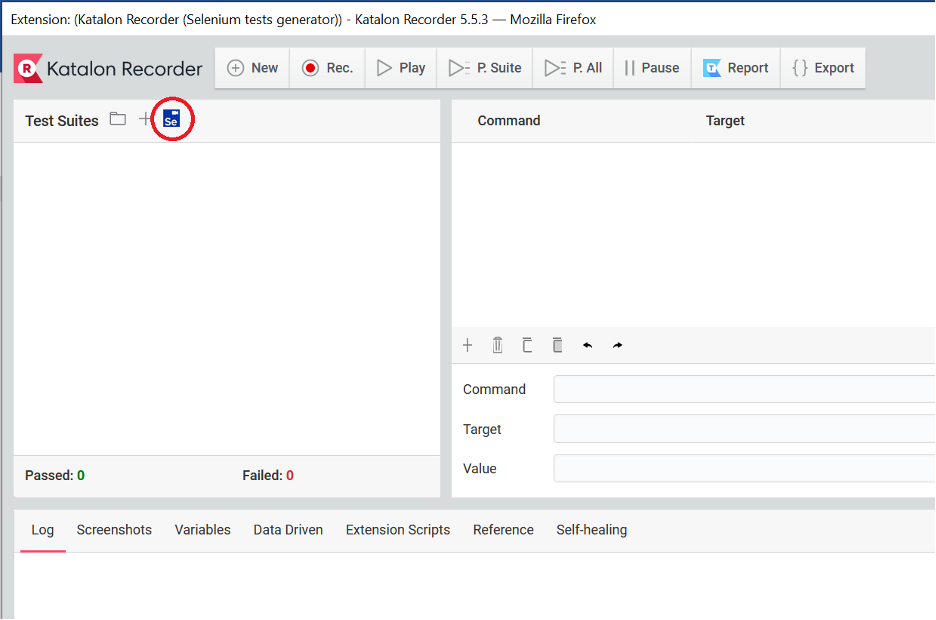 Extension: (Katalon Recorder (Selenium tests generator)) - Katalon Recorder 5.5.3 — Mozilla Firefox
R Katalon Recorder New Rec. Play P. Suite P. All Pause T Report {} Export
Test Suites Se Command Target
Command
Target
Value
Passed: 0 Failed: 0
Log Screenshots Variables Data Driven Extension Scripts Reference Self-healing